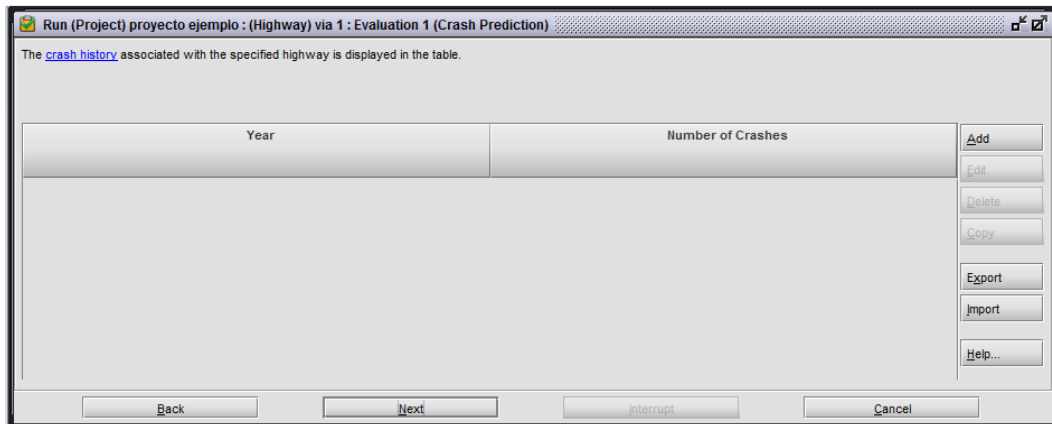 Run (Project) proyecto ejemplo : (Highway) via 1 : Evaluation 1 (Crash Prediction)
The crash history associated with the specified highway is displayed in the table.
Year Number of Crashes
Add
Edit
Delete
Copy
Export
Import
Help...
Back Next Interrupt Cancel